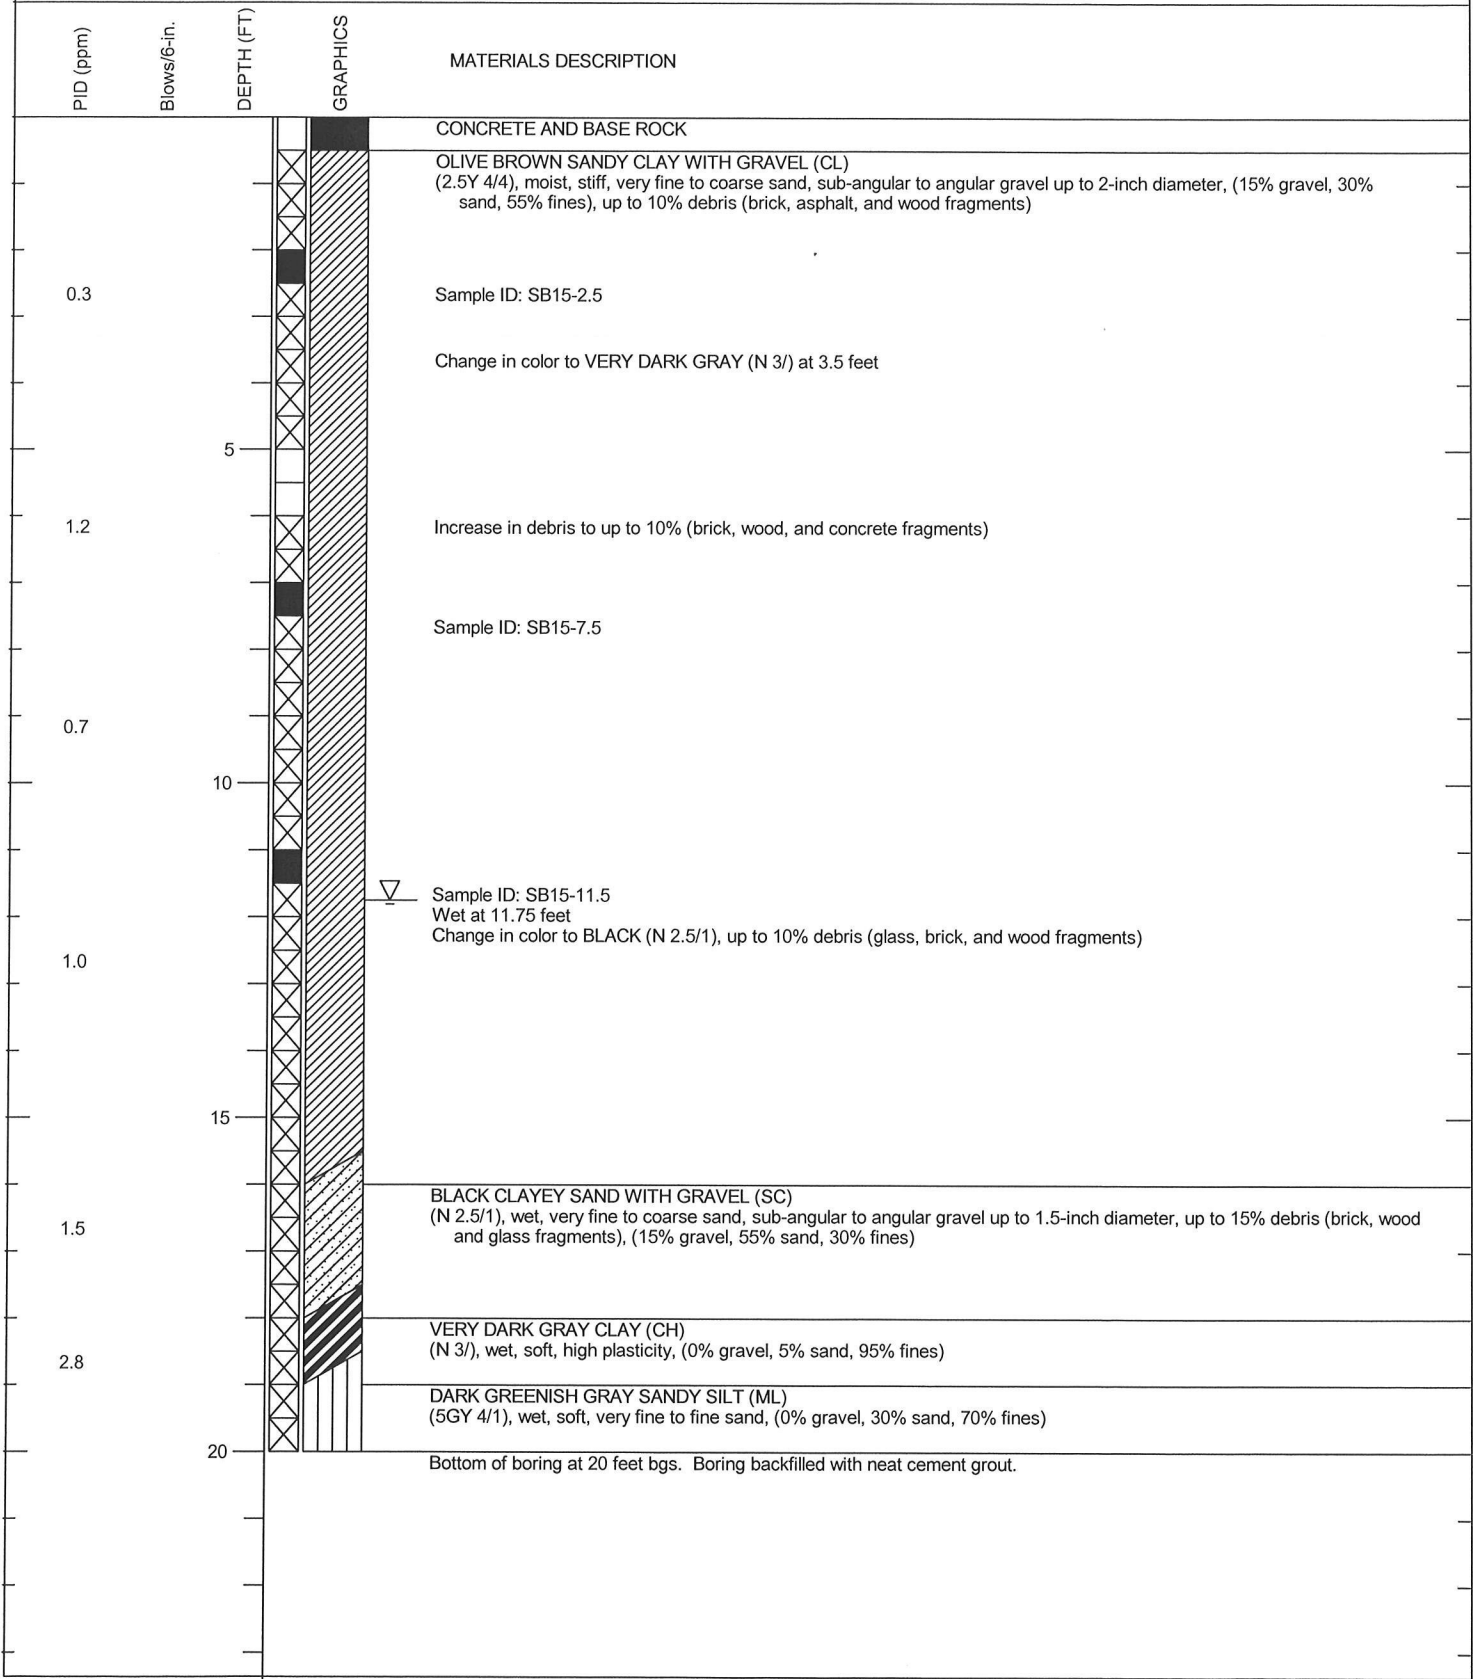 PID (ppm)
Blows/6-in.
DEPTH (FT)
GRAPHICS
MATERIALS DESCRIPTION
CONCRETE AND BASE ROCK
OLIVE BROWN SANDY CLAY WITH GRAVEL (CL)
(2.5Y 4/4), moist, stiff, very fine to coarse sand, sub-angular to angular gravel up to 2-inch diameter, (15% gravel, 30%
sand, 55% fines), up to 10% debris (brick, asphalt, and wood fragments)
0.3
Sample ID: SB15-2.5
Change in color to VERY DARK GRAY (N 3/) at 3.5 feet
5
1.2
Increase in debris to up to 10% (brick, wood, and concrete fragments)
Sample ID: SB15-7.5
0.7
10
Sample ID: SB15-11.5
Wet at 11.75 feet
Change in color to BLACK (N 2.5/1), up to 10% debris (glass, brick, and wood fragments)
1.0
15
BLACK CLAYEY SAND WITH GRAVEL (SC)
(N 2.5/1), wet, very fine to coarse sand, sub-angular to angular gravel up to 1.5-inch diameter, up to 15% debris (brick, wood
and glass fragments), (15% gravel, 55% sand, 30% fines)
1.5
VERY DARK GRAY CLAY (CH)
(N 3/), wet, soft, high plasticity, (0% gravel, 5% sand, 95% fines)
2.8
DARK GREENISH GRAY SANDY SILT (ML)
(5GY 4/1), wet, soft, very fine to fine sand, (0% gravel, 30% sand, 70% fines)
20
Bottom of boring at 20 feet bgs. Boring backfilled with neat cement grout.